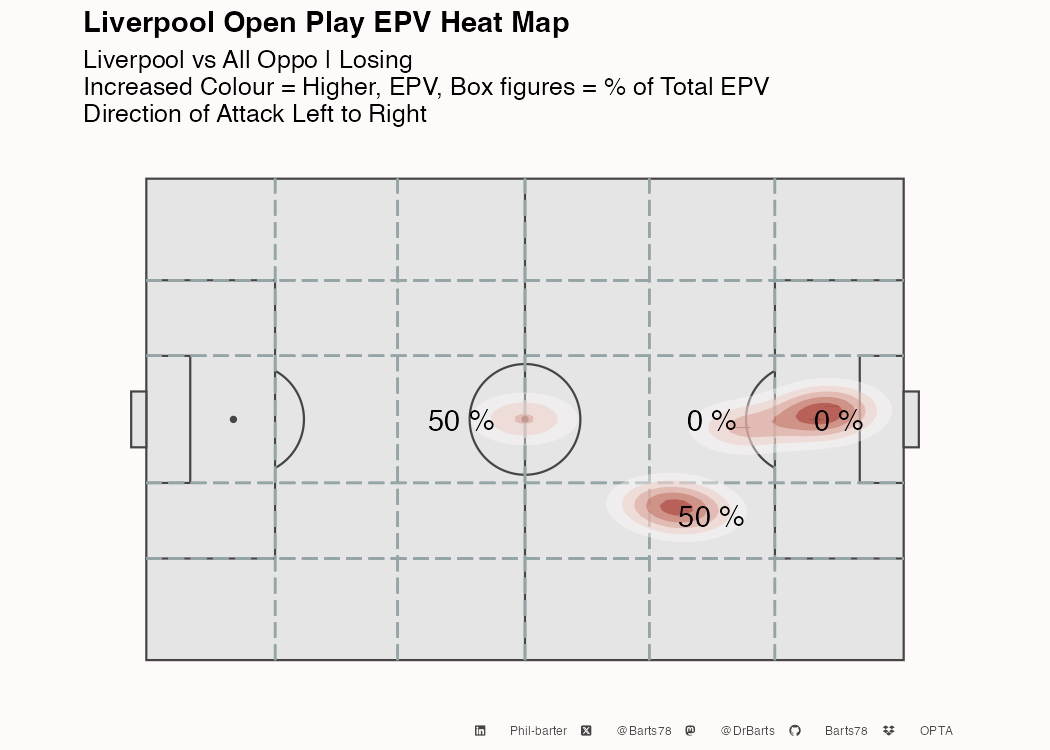 Liverpool Open Play EPV Heat Map
Liverpool vs All Oppo | Losing
Increased Colour = Higher, EPV, Box figures = % of Total EPV
Direction of Attack Left to Right
50 % 0 % 0 %
50 %
Phil-barter @Barts78 @DrBarts Barts78 OPTA